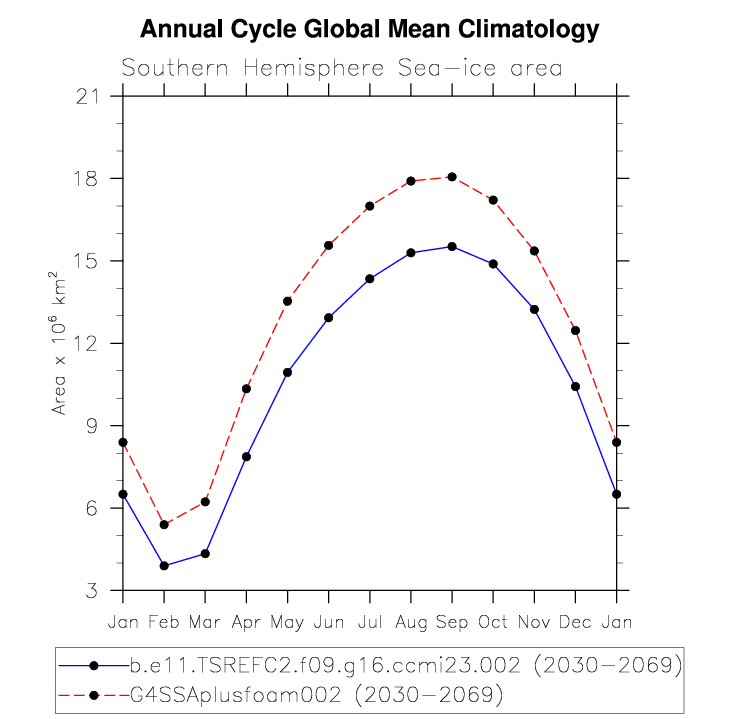 Annual Cycle Global Mean Climatology
Southern Hemisphere Sea-ice area
21
18
15
12
9
6
3
Area x 10⁶ km²
Jan Feb Mar Apr May Jun Jul Aug Sep Oct Nov Dec Jan
b.e11.TSREFC2.f09.g16.ccmi23.002 (2030-2069)
G4SSAplusfoam002 (2030-2069)